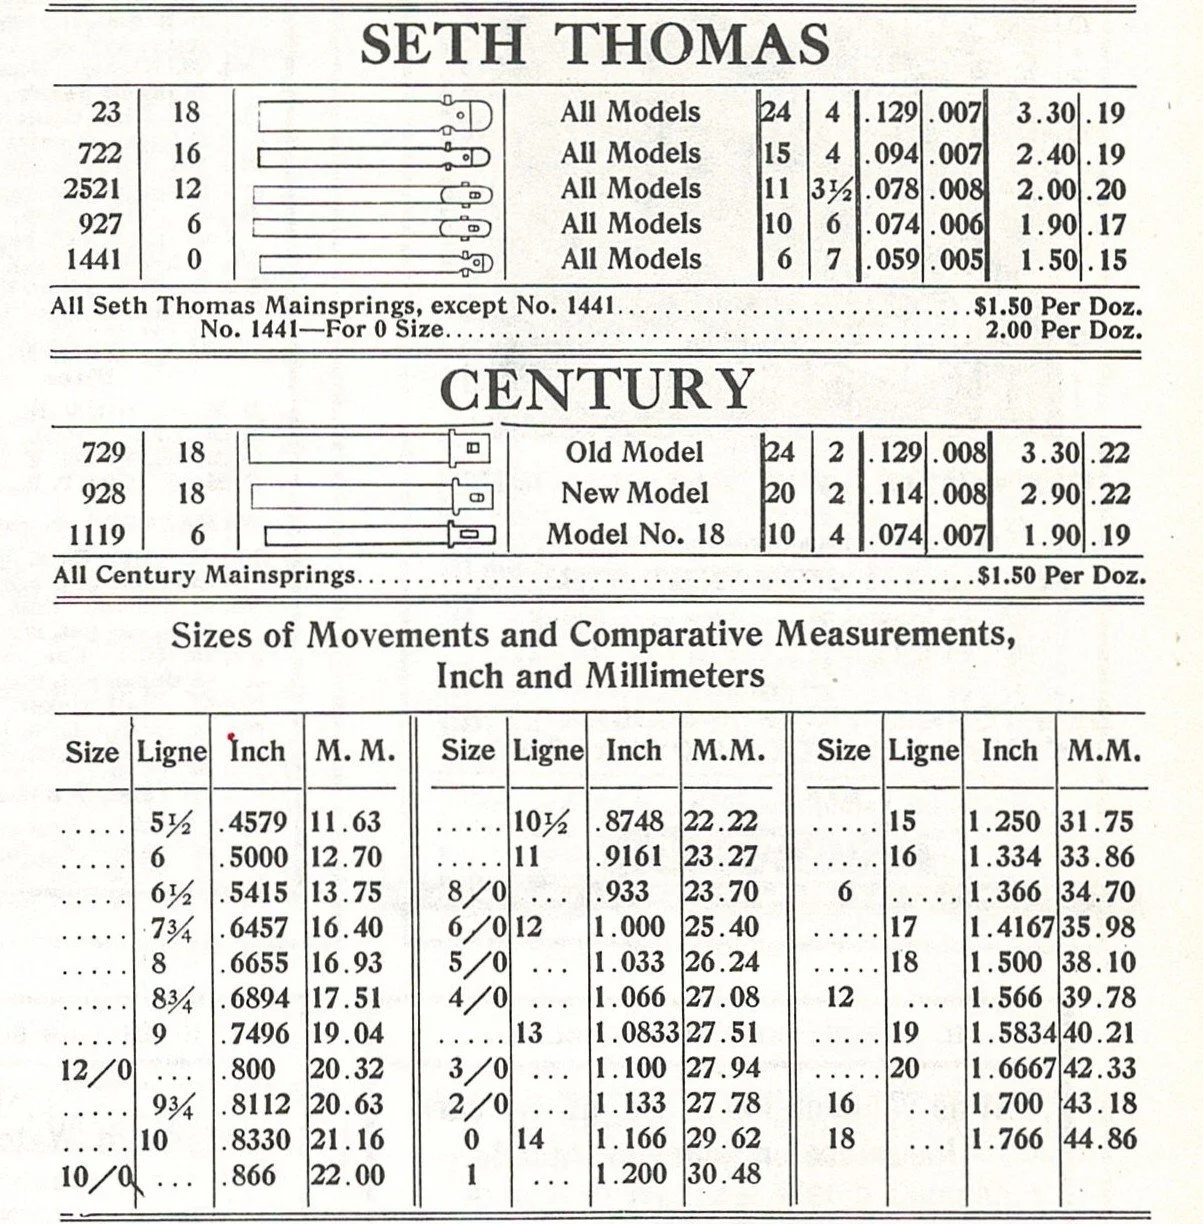 SETH THOMAS
23 18 All Models 24 4 .129 .007 3.30 .19
722 16 All Models 15 4 .094 .007 2.40 .19
2521 12 All Models 11 3½ .078 .008 2.00 .20
927 6 All Models 10 6 .074 .006 1.90 .17
1441 0 All Models 6 7 .059 .005 1.50 .15
All Seth Thomas Mainsprings, except No. 1441..............................$1.50 Per Doz.
No. 1441—For 0 Size.............................................. 2.00 Per Doz.
CENTURY
729 18 Old Model 24 2 .129 .008 3.30 .22
928 18 New Model 20 2 .114 .008 2.90 .22
1119 6 Model No. 18 10 4 .074 .007 1.90 .19
All Century Mainsprings....................................................$1.50 Per Doz.
Sizes of Movements and Comparative Measurements,
Inch and Millimeters
Size Ligne Inch M. M. Size Ligne Inch M.M. Size Ligne Inch M.M.
..... 5½ .4579 11.63 ..... 10½ .8748 22.22 ..... 15 1.250 31.75
..... 6 .5000 12.70 ..... 11 .9161 23.27 ..... 16 1.334 33.86
..... 6½ .5415 13.75 8/0 ... 933 23.70 6 ... 1.366 34.70
..... 7¾ .6457 16.40 6/0 12 1.000 25.40 ..... 17 1.4167 35.98
..... 8 .6655 16.93 5/0 ... 1.033 26.24 ..... 18 1.500 38.10
..... 8¾ .6894 17.51 4/0 ... 1.066 27.08 12 ... 1.566 39.78
..... 9 .7496 19.04 ..... 13 1.0833 27.51 ..... 19 1.5834 40.21
12/0 ... .800 20.32 3/0 ... 1.100 27.94 ..... 20 1.6667 42.33
..... 9¾ .8112 20.63 2/0 ... 1.133 27.78 16 ... 1.700 43.18
..... 10 .8330 21.16 0 14 1.166 29.62 18 ... 1.766 44.86
10/0 ... .866 22.00 1 ... 1.200 30.48